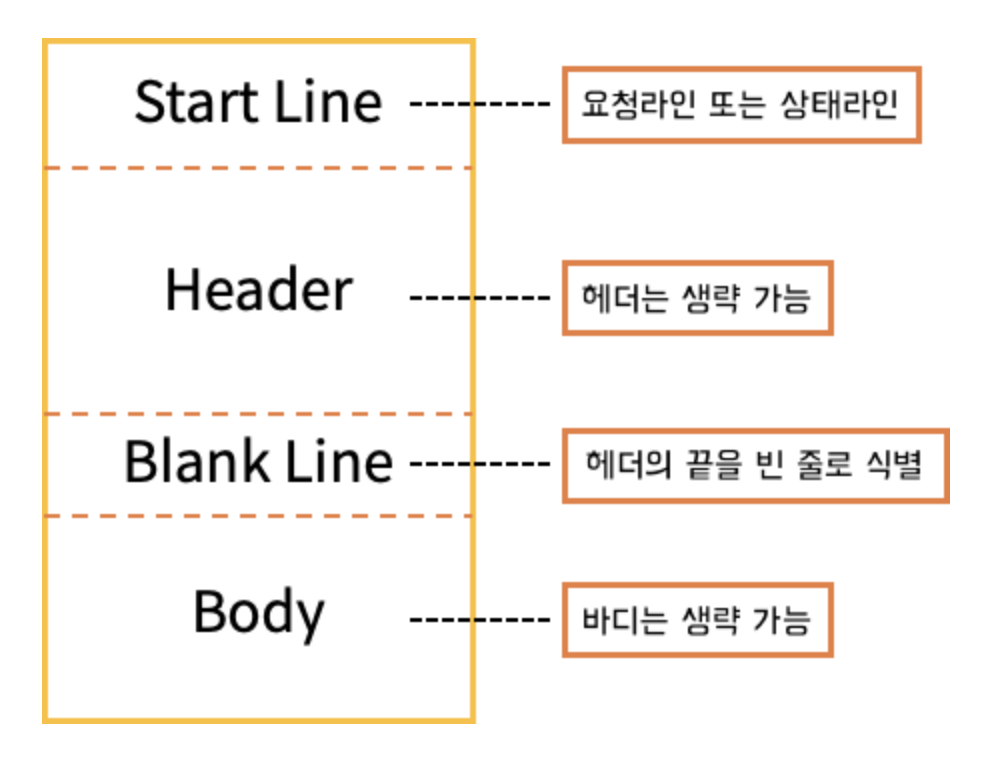 Start Line
요청라인 또는 상태라인
Header
헤더는 생략 가능
Blank Line
헤더의 끝을 빈 줄로 식별
Body
바디는 생략 가능